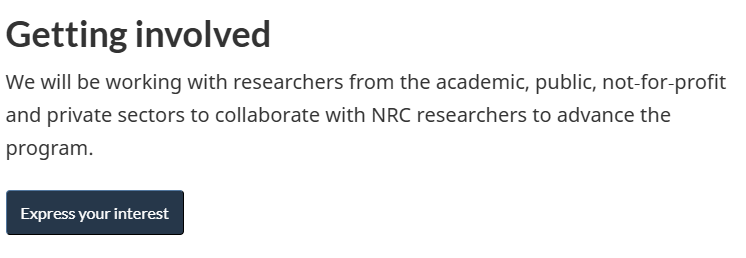 Getting involved
We will be working with researchers from the academic, public, not-for-profit
and private sectors to collaborate with NRC researchers to advance the
program.
Express your interest